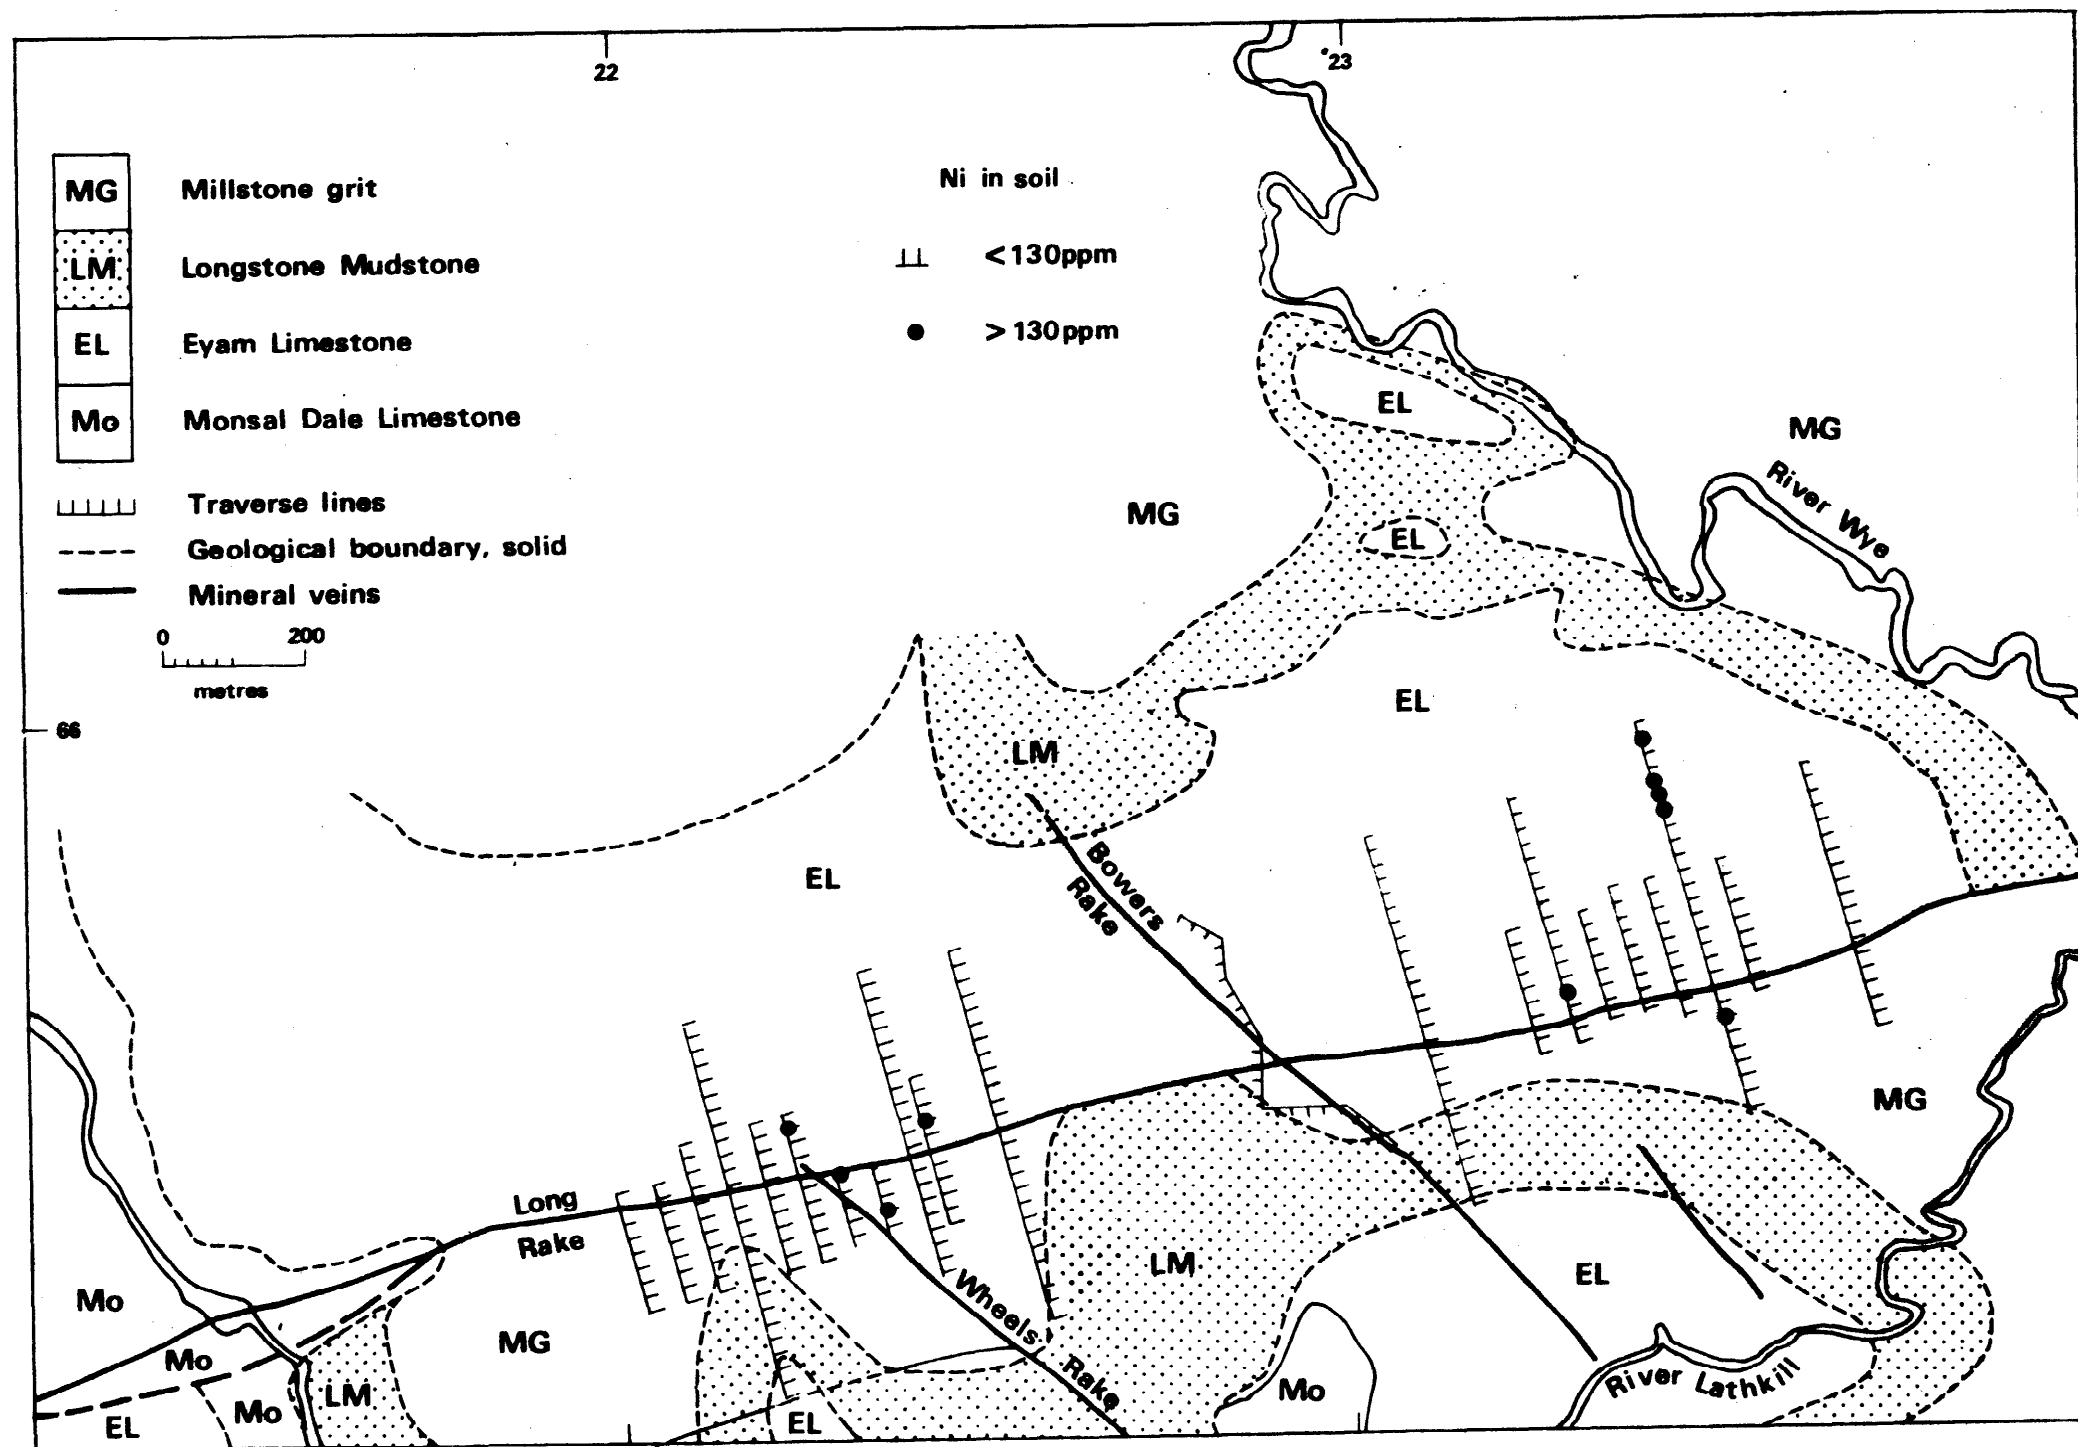 22
23
MG Millstone grit
LM Longstone Mudstone
EL Eyam Limestone
Mo Monsal Dale Limestone
Traverse lines
Geological boundary, solid
Mineral veins
0 200
metres
Ni in soil
<130ppm
>130ppm
EL
MG
River Wye
MG
EL
EL
66
LM
EL
Bowers
Rake
MG
Long
Rake
LM
EL
Mo
MG
Wheels
Rake
Mo
LM
Mo
EL
EL
Mo
River Lathkill